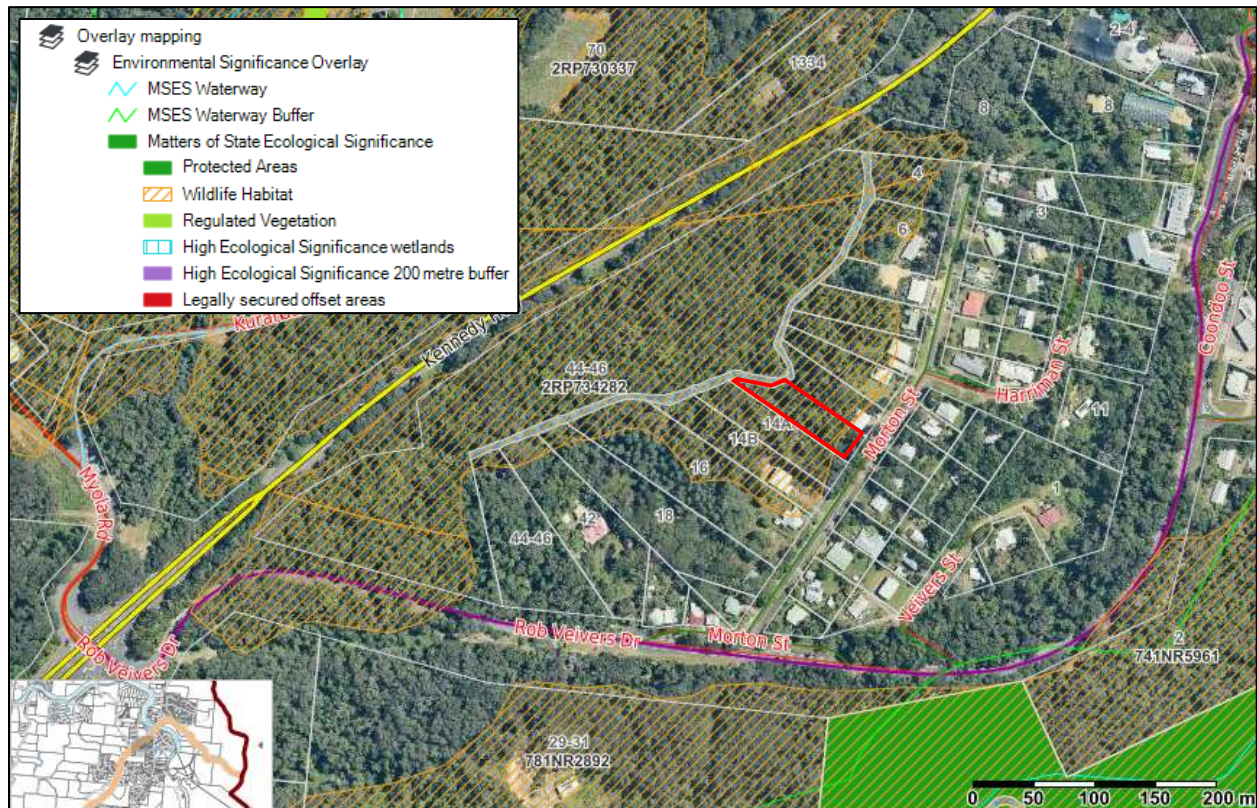 Overlay mapping
Environmental Significance Overlay
MSES Waterway
MSES Waterway Buffer
Matters of State Ecological Significance
Protected Areas
Wildlife Habitat
Regulated Vegetation
High Ecological Significance wetlands
High Ecological Significance 200 metre buffer
Legally secured offset areas
70
2RP730337
1334
2-4
8
8
4
6
3
Kennedy
Coondoo St
44-46
2RP734282
Harriman St
11
14A
14B
Morton St
16
Myola Rd
1
42
18
44-46
Veivers St
Rob Veivers Dr
Morton St
Rob Veivers Dr
2
741NR5961
29-31
781NR2892
0 50 100 150 200 m